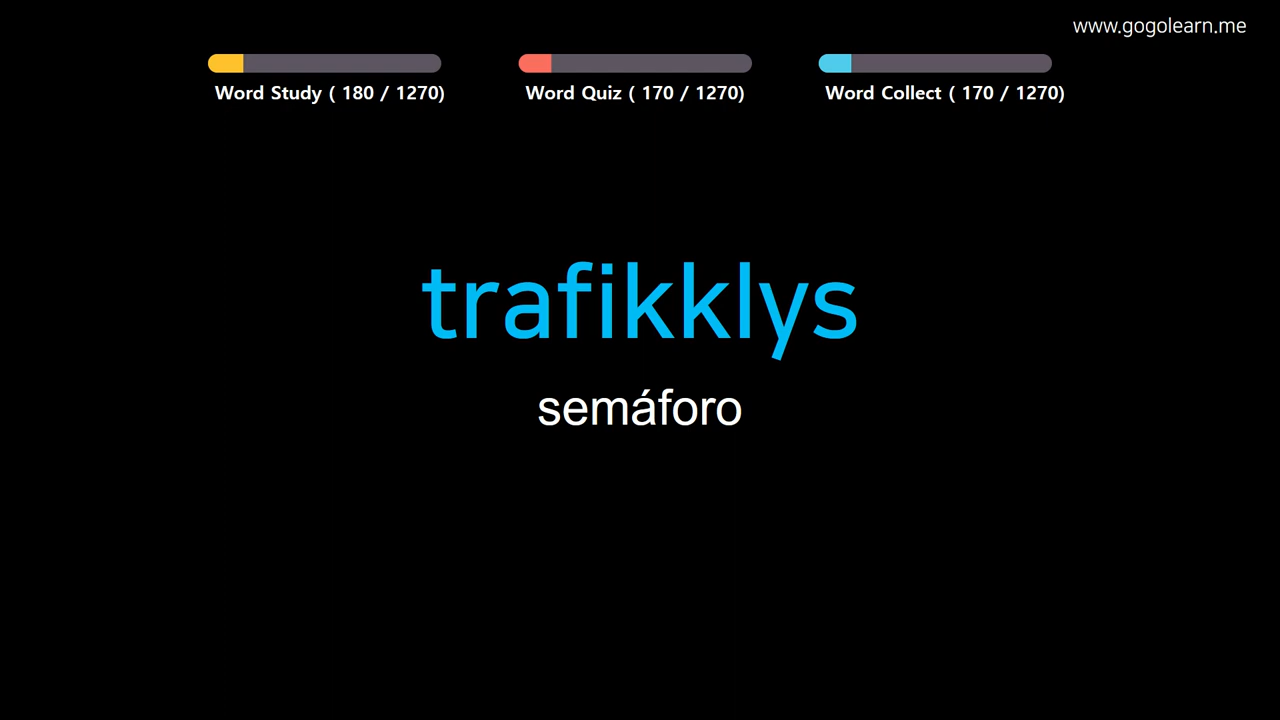 www.gogolearn.me
Word Study ( 180 / 1270)
Word Quiz ( 170 / 1270)
Word Collect ( 170 / 1270)
trafikklys
semáforo